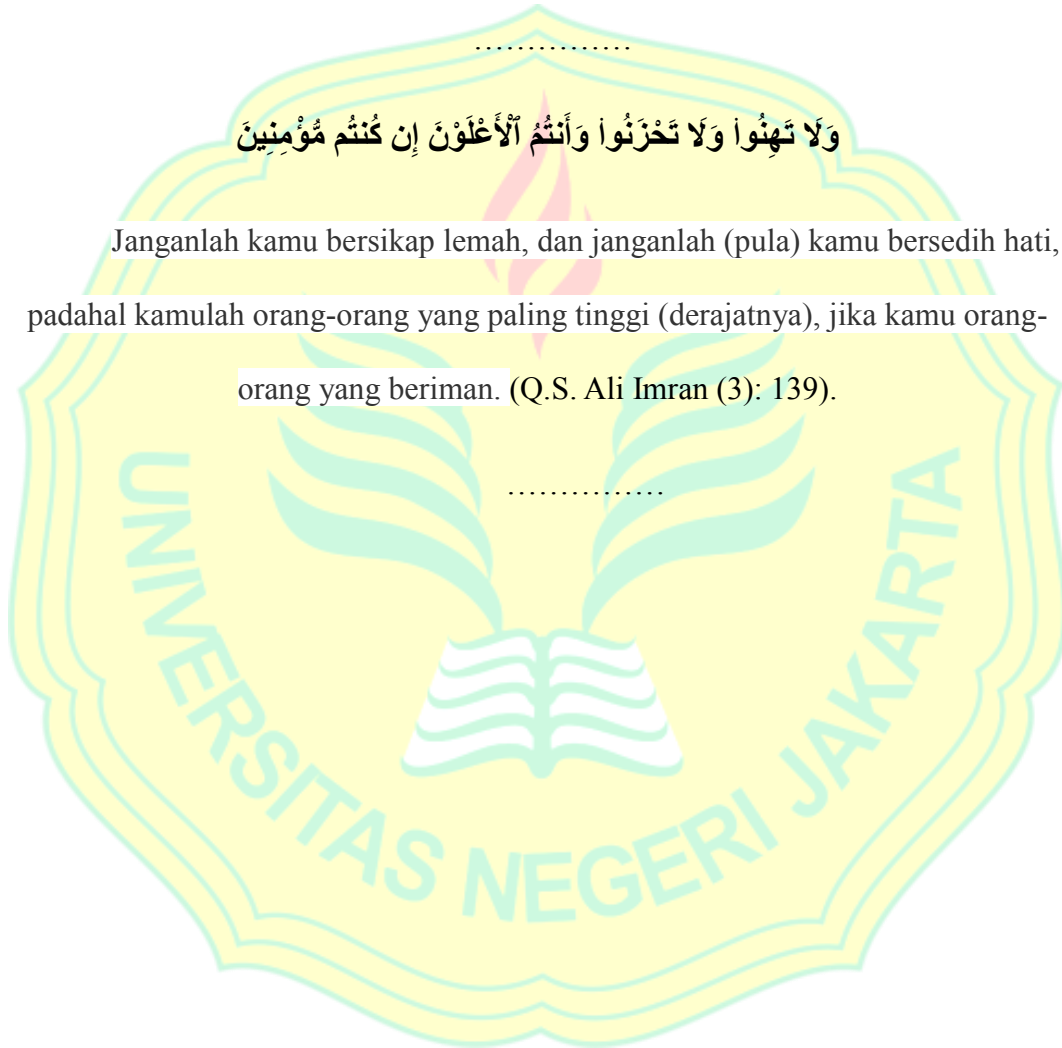 ……………
وَلَا تَهِنُوا۟ وَلَا تَحْزَنُوا۟ وَأَنتُمُ ٱلْأَعْلَوْنَ إِن كُنتُم مُّؤْمِنِينَ
Janganlah kamu bersikap lemah, dan janganlah (pula) kamu bersedih hati,
padahal kamulah orang-orang yang paling tinggi (derajatnya), jika kamu orang-
orang yang beriman. (Q.S. Ali Imran (3): 139).
……………
UNIVERSITAS NEGERI JAKARTA